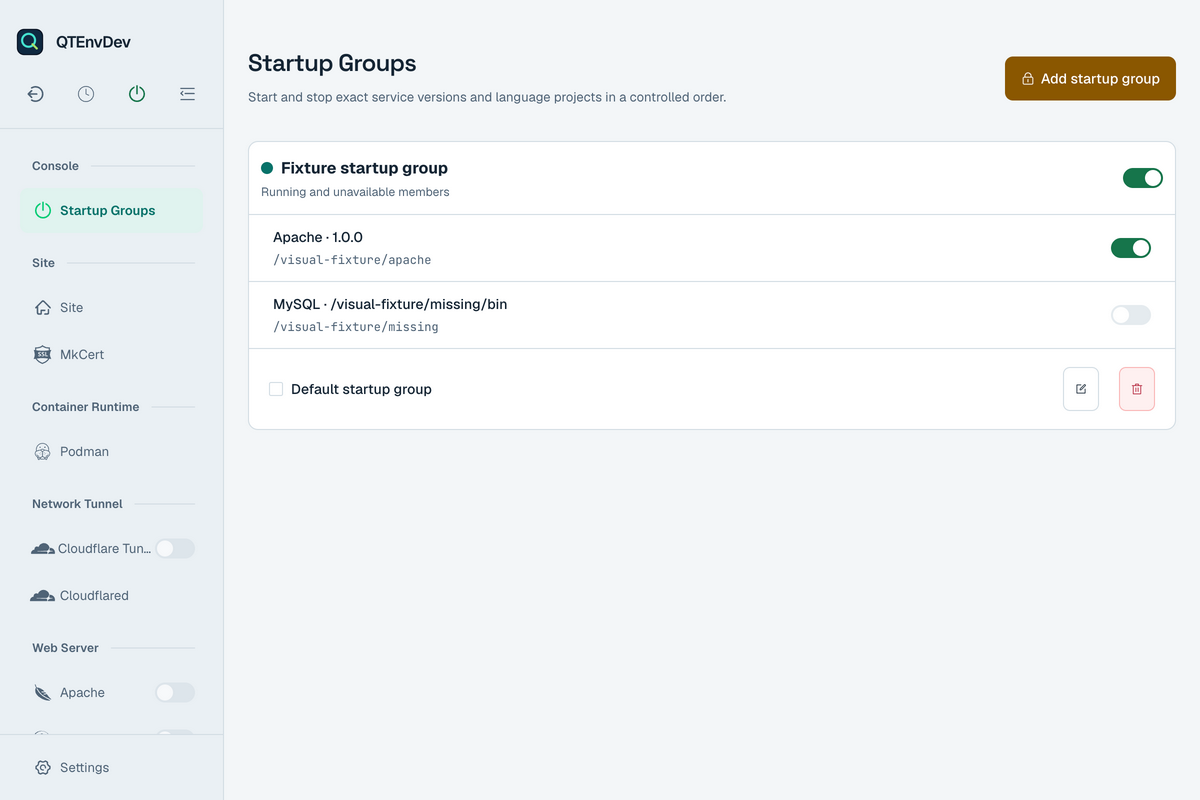 QTEnvDev
Console
Startup Groups
Site
Site
MkCert
Container Runtime
Podman
Network Tunnel
Cloudflare Tun...
Cloudflared
Web Server
Apache
Settings
Startup Groups
Start and stop exact service versions and language projects in a controlled order.
Add startup group
Fixture startup group
Running and unavailable members
Apache · 1.0.0
/visual-fixture/apache
MySQL · /visual-fixture/missing/bin
/visual-fixture/missing
Default startup group